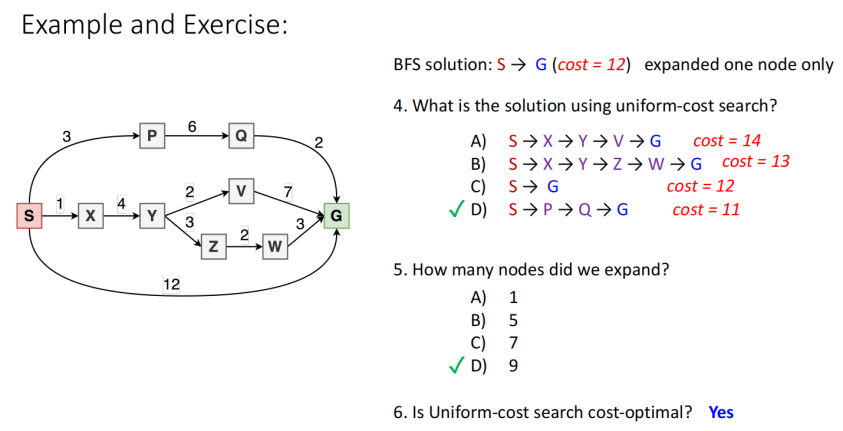 Example and Exercise:
BFS solution: S → G (cost = 12) expanded one node only
4. What is the solution using uniform-cost search?
A) S → X → Y → V → G cost = 14
B) S → X → Y → Z → W → G cost = 13
C) S → G cost = 12
✓ D) S → P → Q → G cost = 11
5. How many nodes did we expand?
A) 1
B) 5
C) 7
✓ D) 9
6. Is Uniform-cost search cost-optimal? Yes
3
P
6
Q
2
1
4
2
V
7
S
X
Y
3
3
G
Z
2
W
12